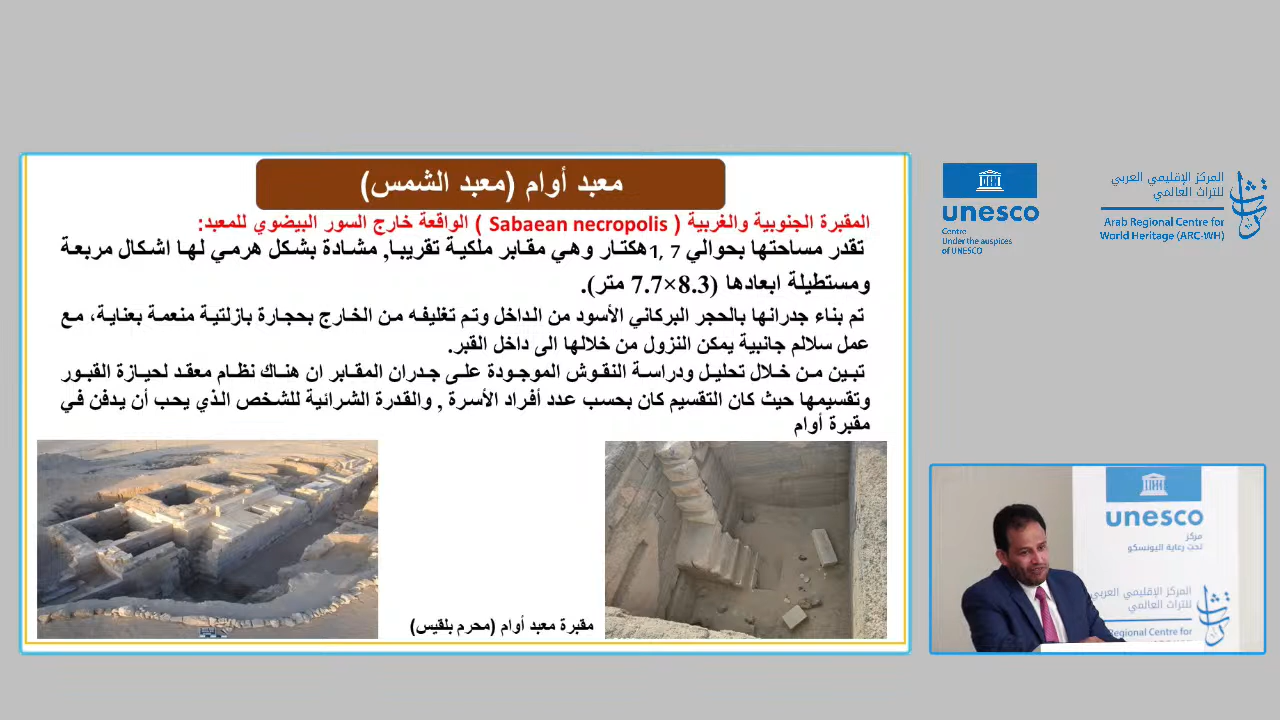 معبد أوام (معبد الشمس)
المقبرة الجنوبية والغربية ( Sabaean necropolis ) الواقعة خارج السور البيضوي للمعبد:
تقدر مساحتها بحوالي 1, 7 هكتار وهي مقابر ملكية تقريبا, مشادة بشكل هرمي لها اشكال مربعة
ومستطيلة ابعادها (8.3×7.7 متر).
تم بناء جدرانها بالحجر البركاني الأسود من الداخل وتم تغليفه من الخارج بحجارة بازلتية منعمة بعناية، مع
عمل سلالم جانبية يمكن النزول من خلالها الى داخل القبر.
تبين من خلال تحليل ودراسة النقوش الموجودة على جدران المقابر ان هناك نظام معقد لحيازة القبور
وتقسيمها حيث كان التقسيم كان بحسب عدد أفراد الأسرة , والقدرة الشرائية للشخص الذي يحب أن يدفن في
مقبرة أوام
مقبرة معبد أوام (محرم بلقيس)
unesco
Centre
Under the auspices
of UNESCO
المركز الإقليمي العربي
للتراث العالمي
Arab Regional Centre for
World Heritage (ARC-WH)
unesco
مركز
تحت رعاية اليونسكو
المركز الإقليمي العربي
للتراث العالمي
Regional Centre for